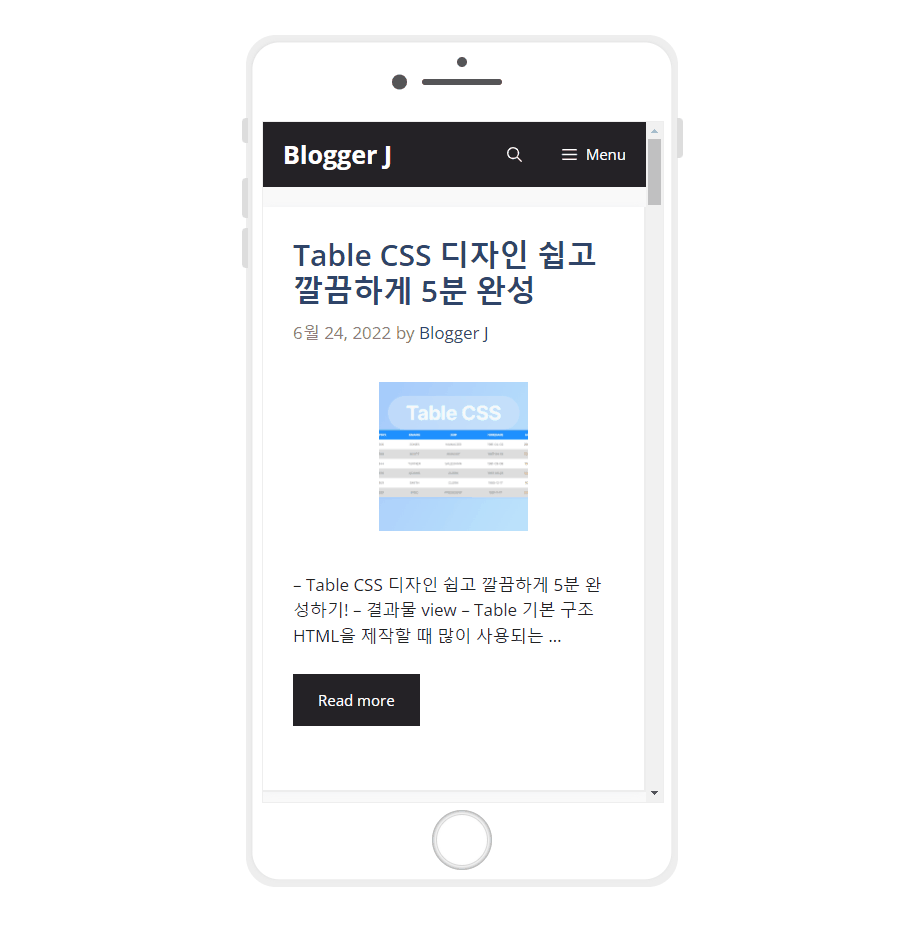 Blogger J
Menu
Table CSS 디자인 쉽고
깔끔하게 5분 완성
6월 24, 2022 by Blogger J
Table CSS
– Table CSS 디자인 쉽고 깔끔하게 5분 완
성하기! – 결과물 view – Table 기본 구조
HTML을 제작할 때 많이 사용되는 ...
Read more